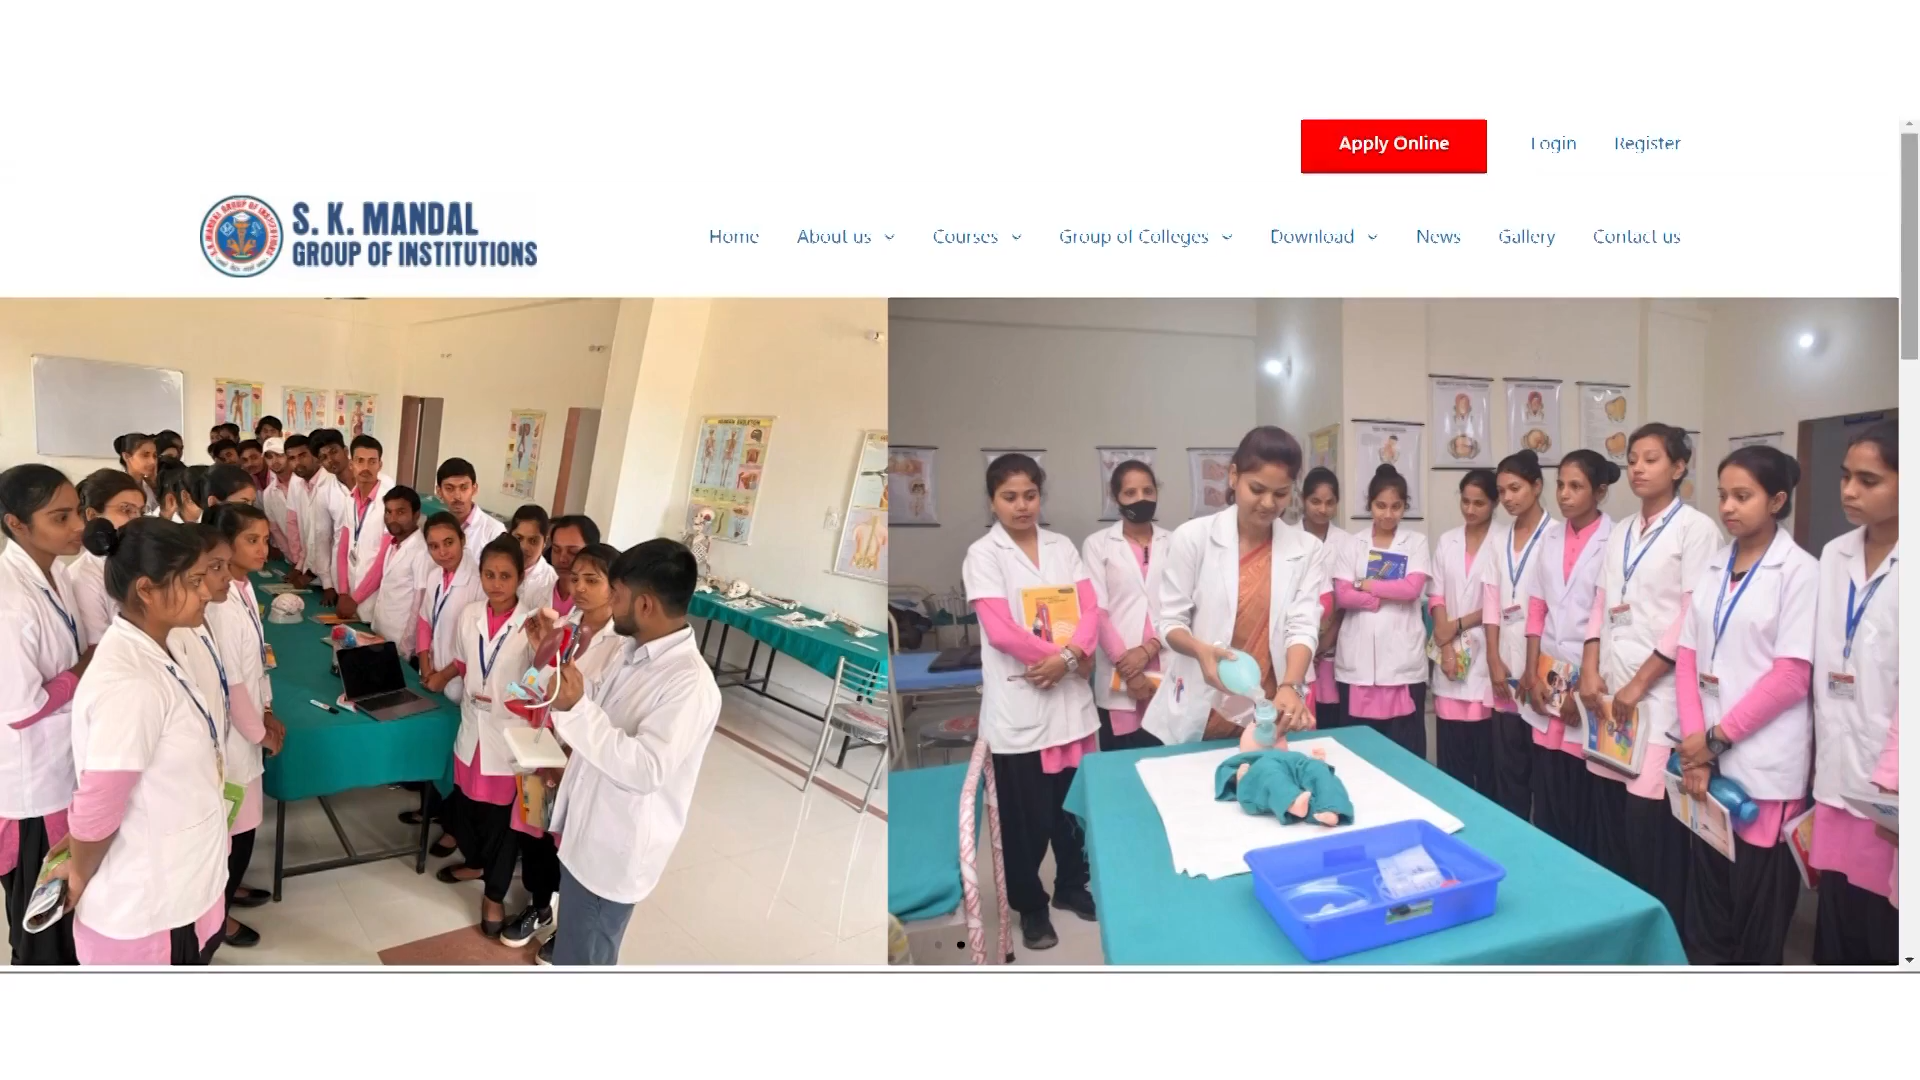 Apply Online Login Register
S. K. MANDAL
GROUP OF INSTITUTIONS
Home About us Courses Group of Colleges Download News Gallery Contact us